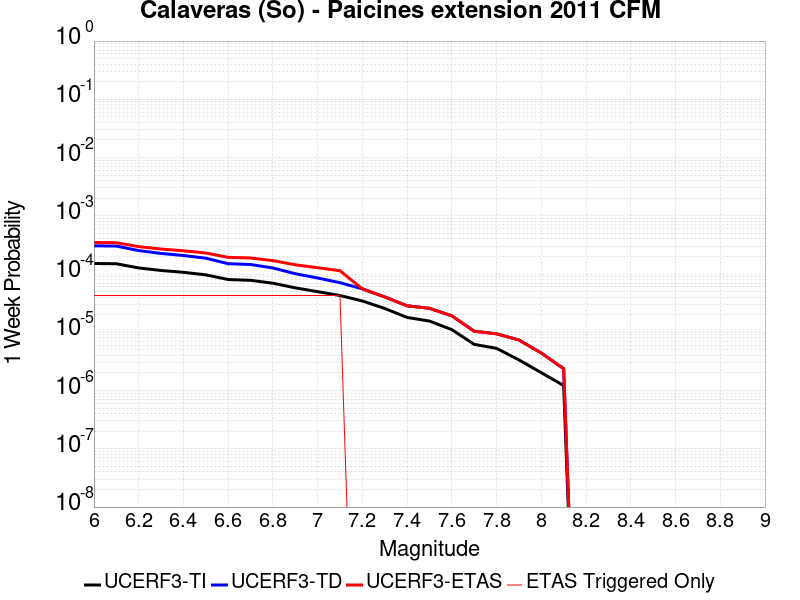 Calaveras (So) - Paicines extension 2011 CFM
10^0
10^-1
10^-2
10^-3
10^-4
10^-5
10^-6
10^-7
10^-8
1 Week Probability
6 6.2 6.4 6.6 6.8 7 7.2 7.4 7.6 7.8 8 8.2 8.4 8.6 8.8 9
Magnitude
UCERF3-TI UCERF3-TD UCERF3-ETAS ETAS Triggered Only